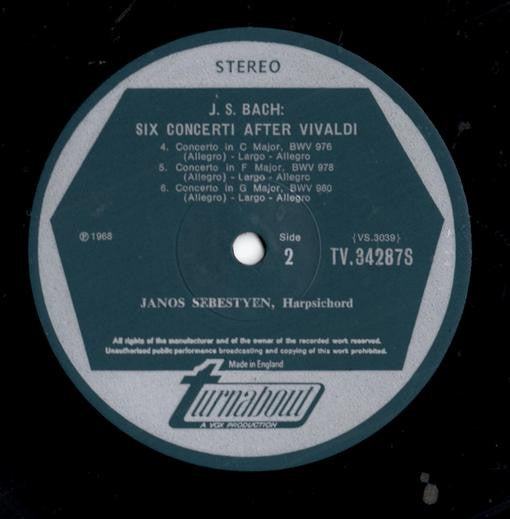 STEREO
J. S. BACH:
SIX CONCERTI AFTER VIVALDI
4. Concerto in C Major, BWV 976
(Allegro) - Largo - Allegro
5. Concerto in F Major, BWV 978
(Allegro) - Largo - Allegro
6. Concerto in G Major, BWV 980
(Allegro) - Largo - Allegro
℗ 1968
Side
2
{VS.3039}
TV.34287S
JANOS SEBESTYEN, Harpsichord
All rights of the manufacturer and of the owner of the recorded work reserved.
Unauthorised public performance broadcasting and copying of this work prohibited.
Made in England
turnabout
A VOX PRODUCTION